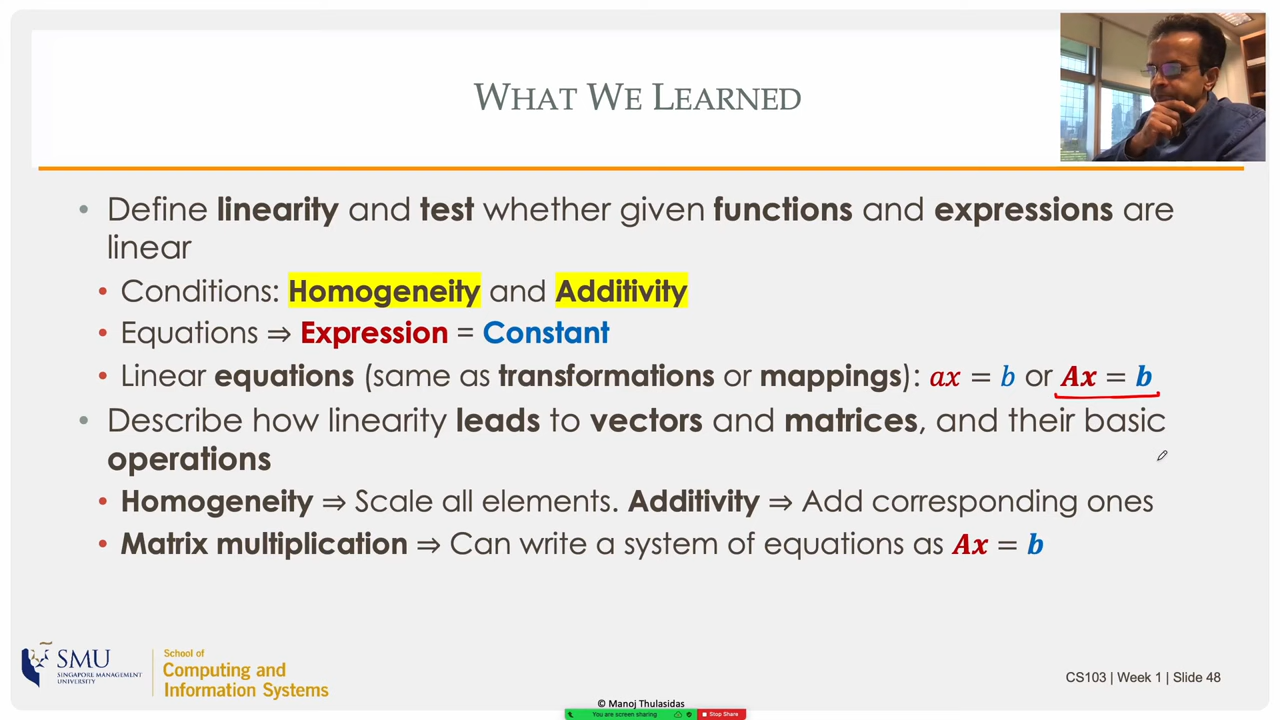 WHAT WE LEARNED
• Define linearity and test whether given functions and expressions are
linear
• Conditions: Homogeneity and Additivity
• Equations ⇒ Expression = Constant
• Linear equations (same as transformations or mappings): ax = b or Ax = b
• Describe how linearity leads to vectors and matrices, and their basic
operations
• Homogeneity ⇒ Scale all elements. Additivity ⇒ Add corresponding ones
• Matrix multiplication ⇒ Can write a system of equations as Ax = b
SMU
SINGAPORE MANAGEMENT
UNIVERSITY
School of
Computing and
Information Systems
CS103 | Week 1 | Slide 48
© Manoj Thulasidas
You are screen sharing
Stop Share